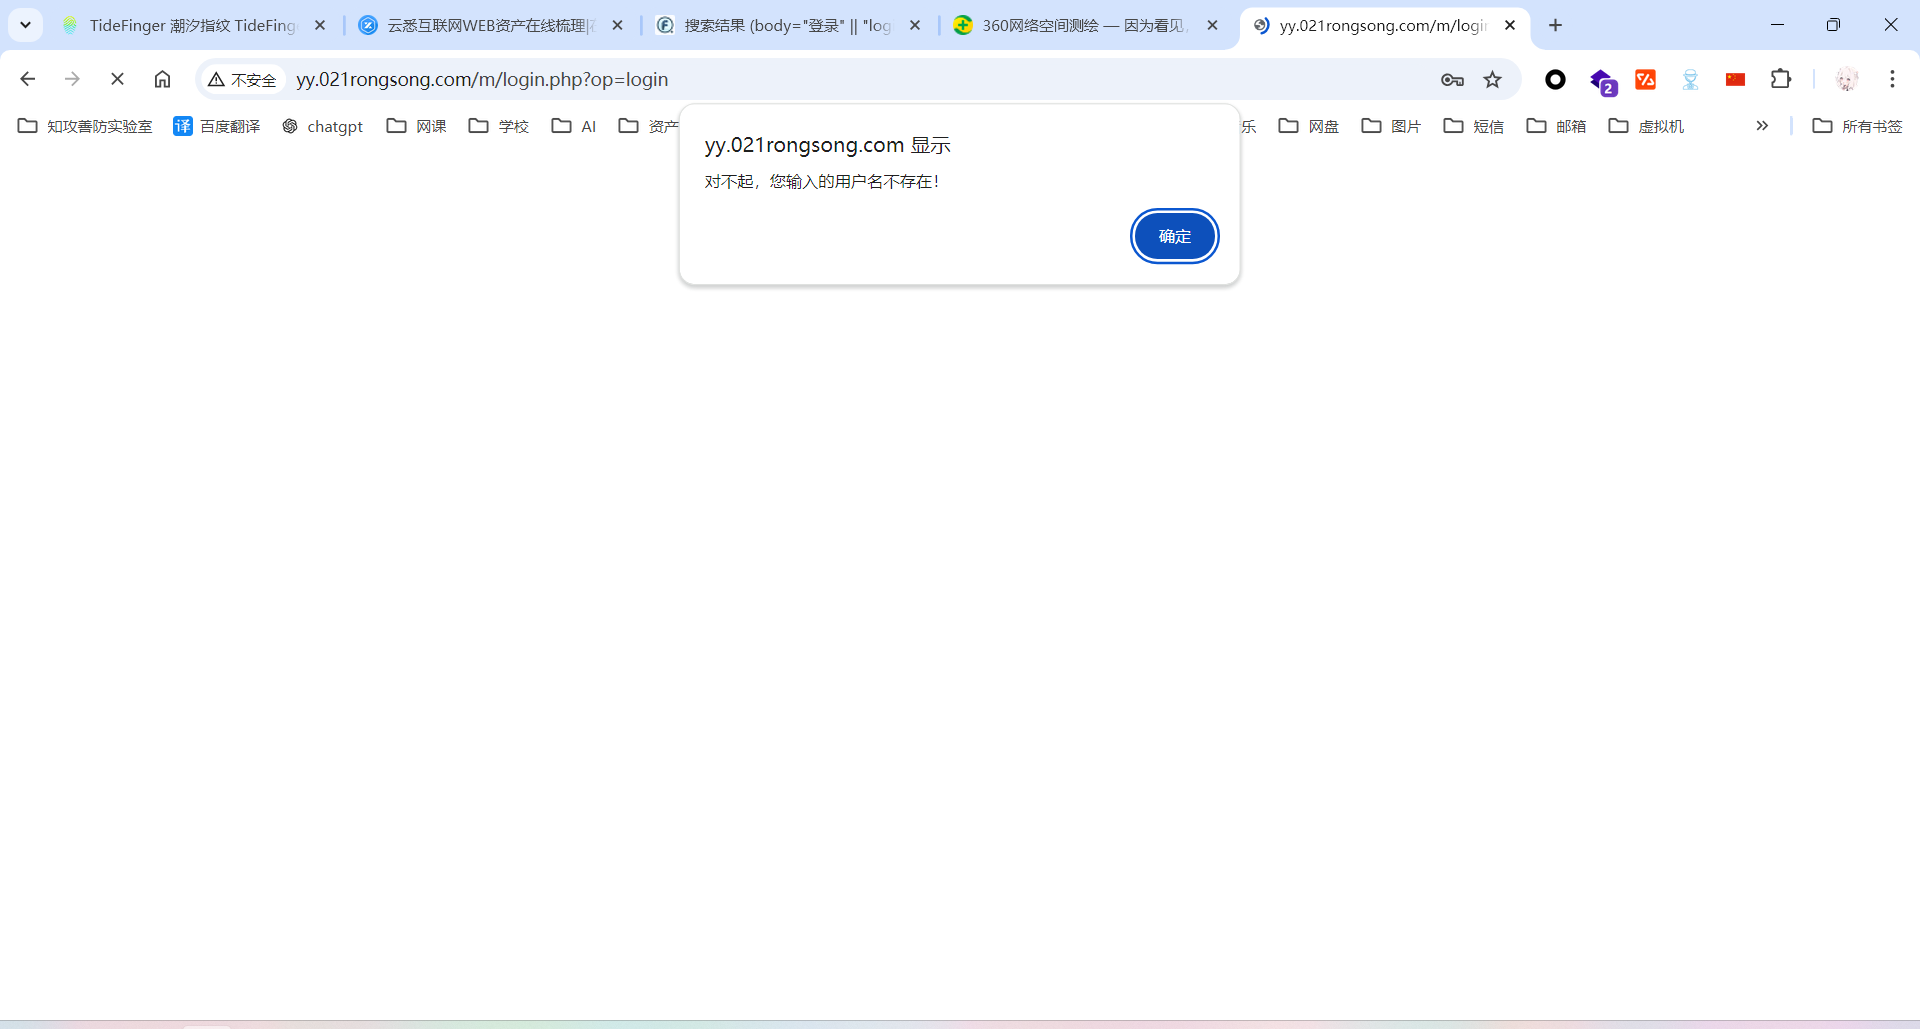 TideFinger 潮汐指纹 TideFing
云悉互联网WEB资产在线梳理|在
搜索结果 (body="登录" || "log
360网络空间测绘 — 因为看见,
yy.021rongsong.com/m/login
不安全
yy.021rongsong.com/m/login.php?op=login
2
知攻善防实验室
译 百度翻译
chatgpt
网课
学校
AI
资产
乐
网盘
图片
短信
邮箱
虚拟机
所有书签
yy.021rongsong.com 显示
对不起，您输入的用户名不存在！
确定